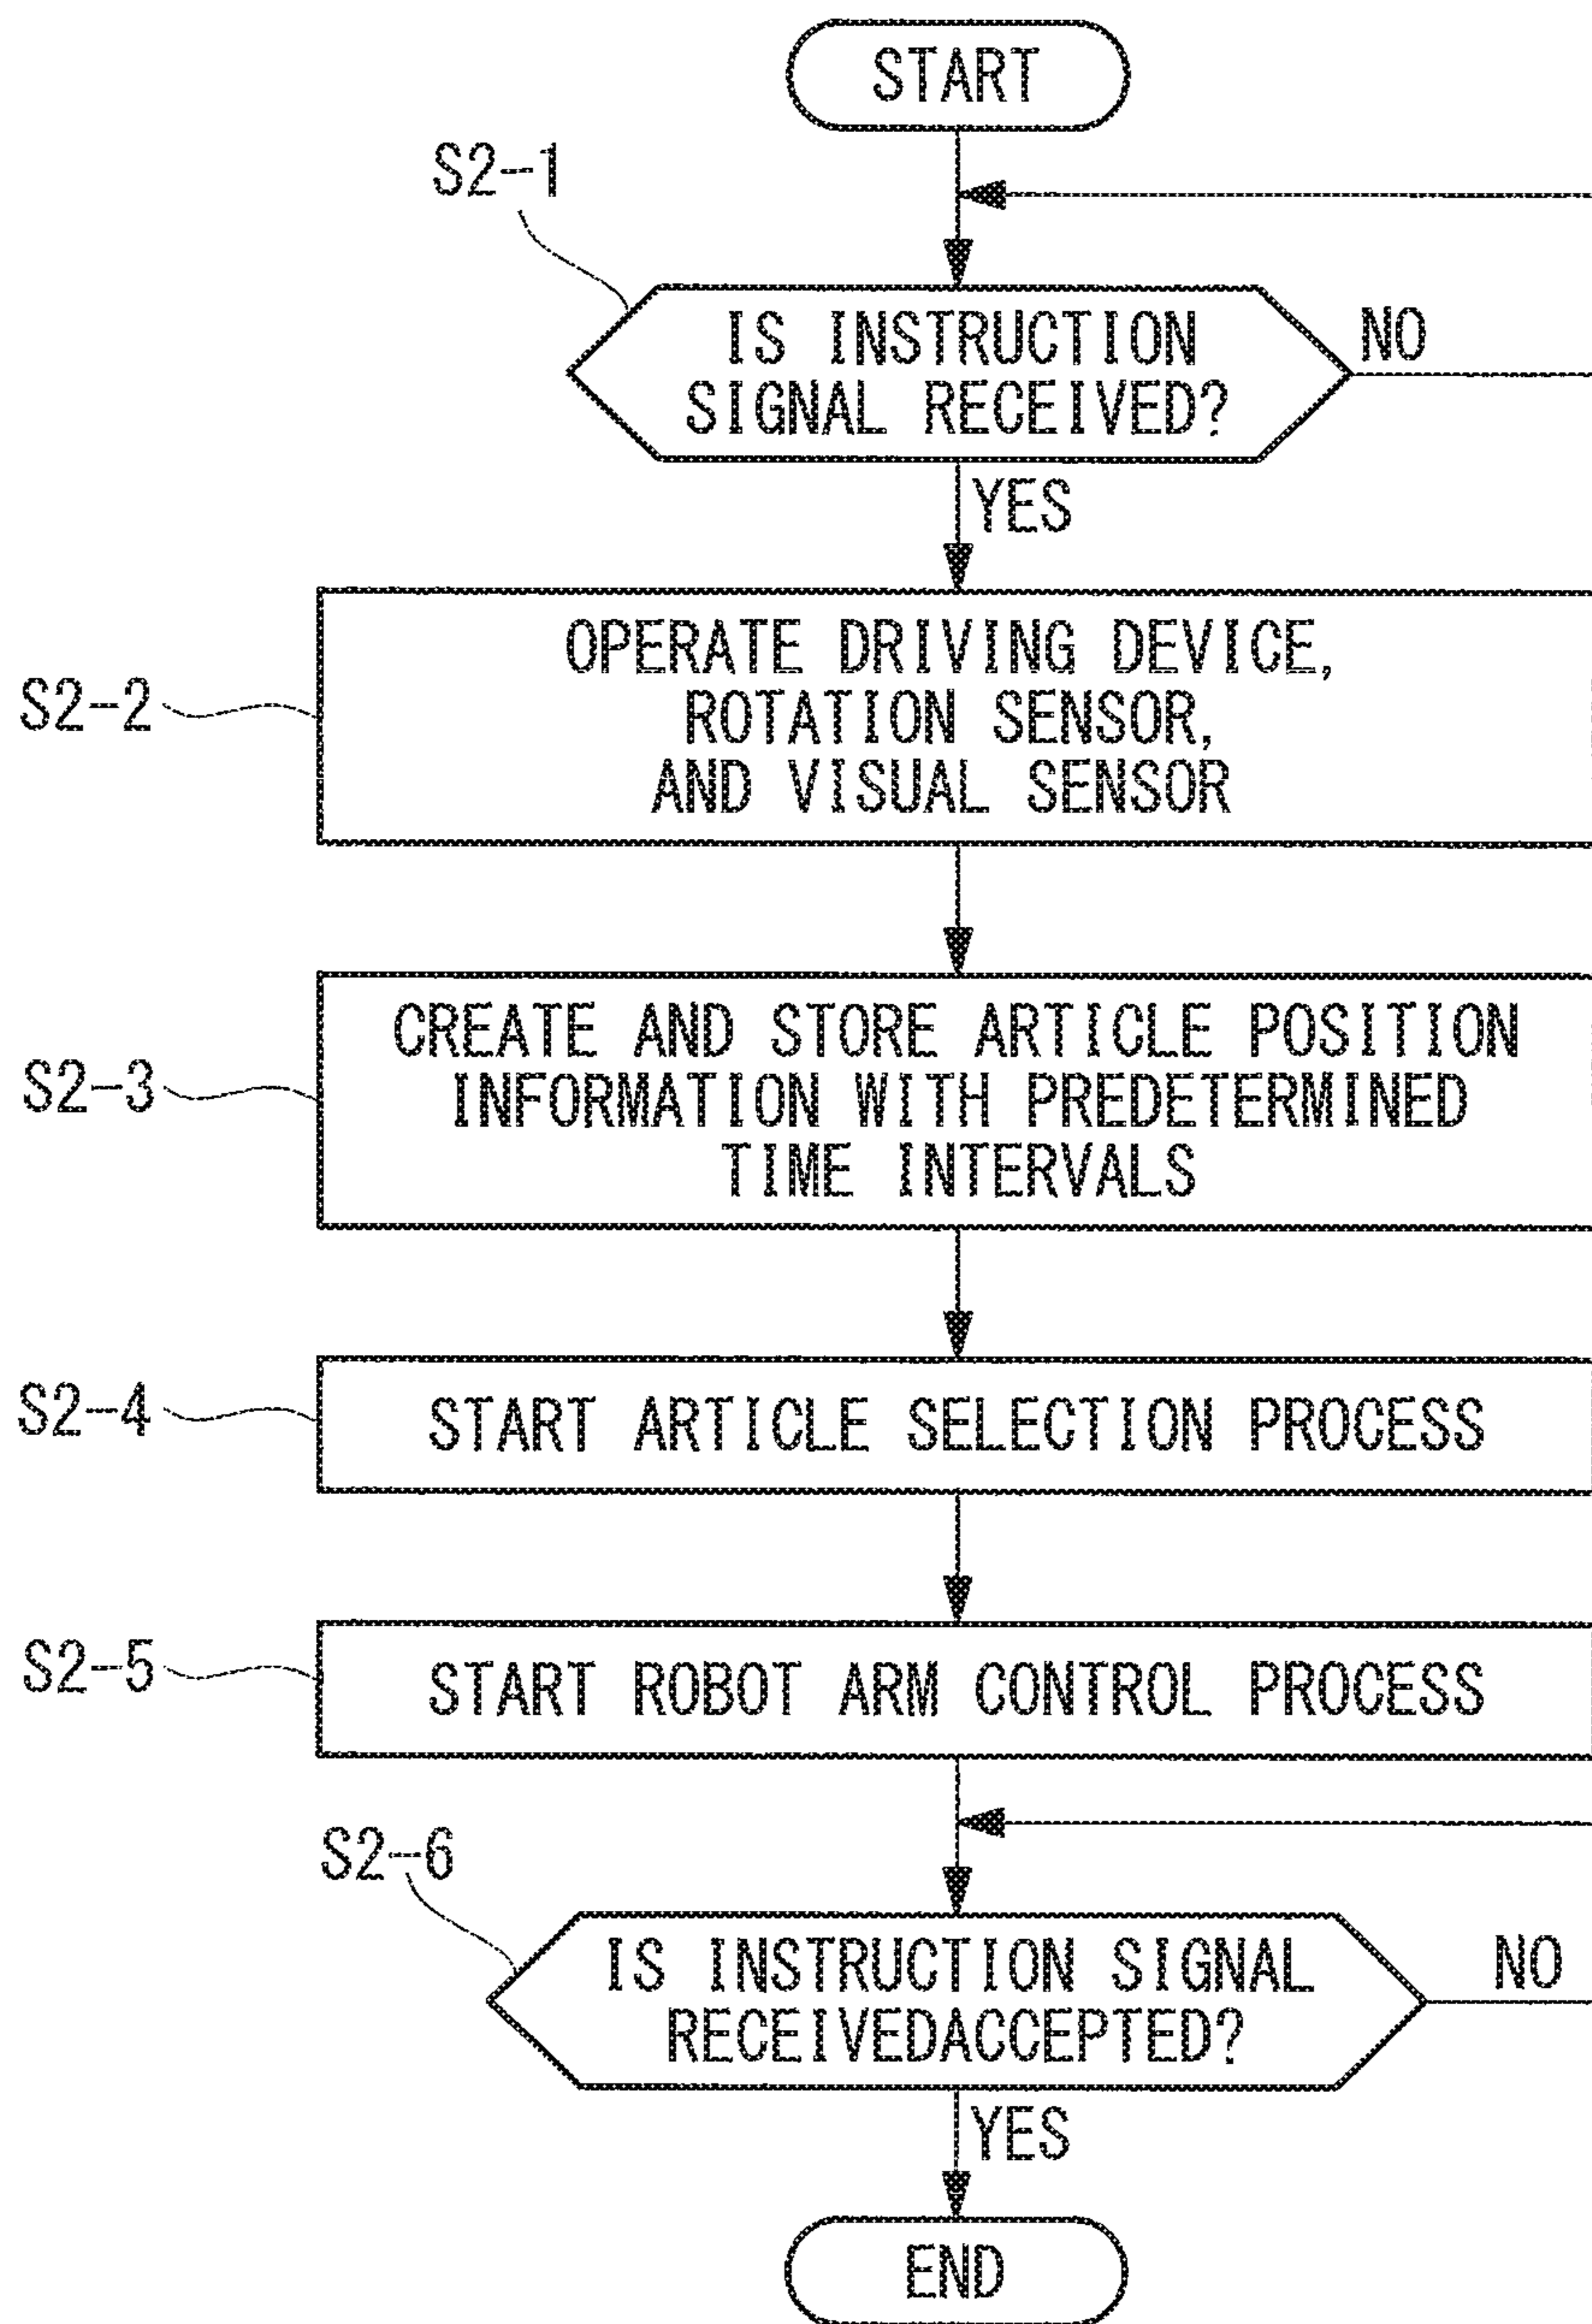 START
S2-1
IS INSTRUCTION
SIGNAL RECEIVED?
NO
YES
S2-2
OPERATE DRIVING DEVICE,
ROTATION SENSOR,
AND VISUAL SENSOR
S2-3
CREATE AND STORE ARTICLE POSITION
INFORMATION WITH PREDETERMINED
TIME INTERVALS
S2-4
START ARTICLE SELECTION PROCESS
S2-5
START ROBOT ARM CONTROL PROCESS
S2-6
IS INSTRUCTION SIGNAL
RECEIVEDACCEPTED?
NO
YES
END